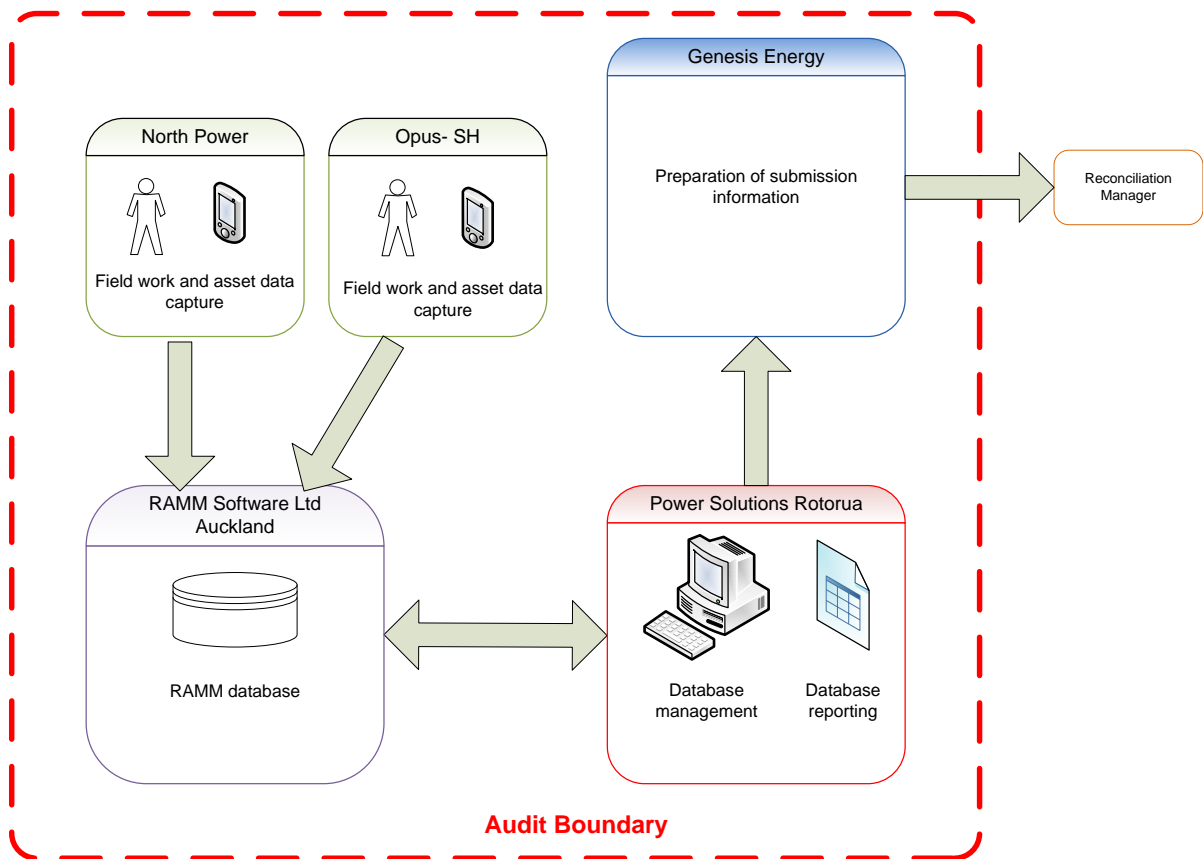 Genesis Energy
Preparation of submission
information
North Power
Field work and asset data
capture
Opus- SH
Field work and asset data
capture
Reconciliation
Manager
RAMM Software Ltd
Auckland
RAMM database
Power Solutions Rotorua
Database
management
Database
reporting
Audit Boundary